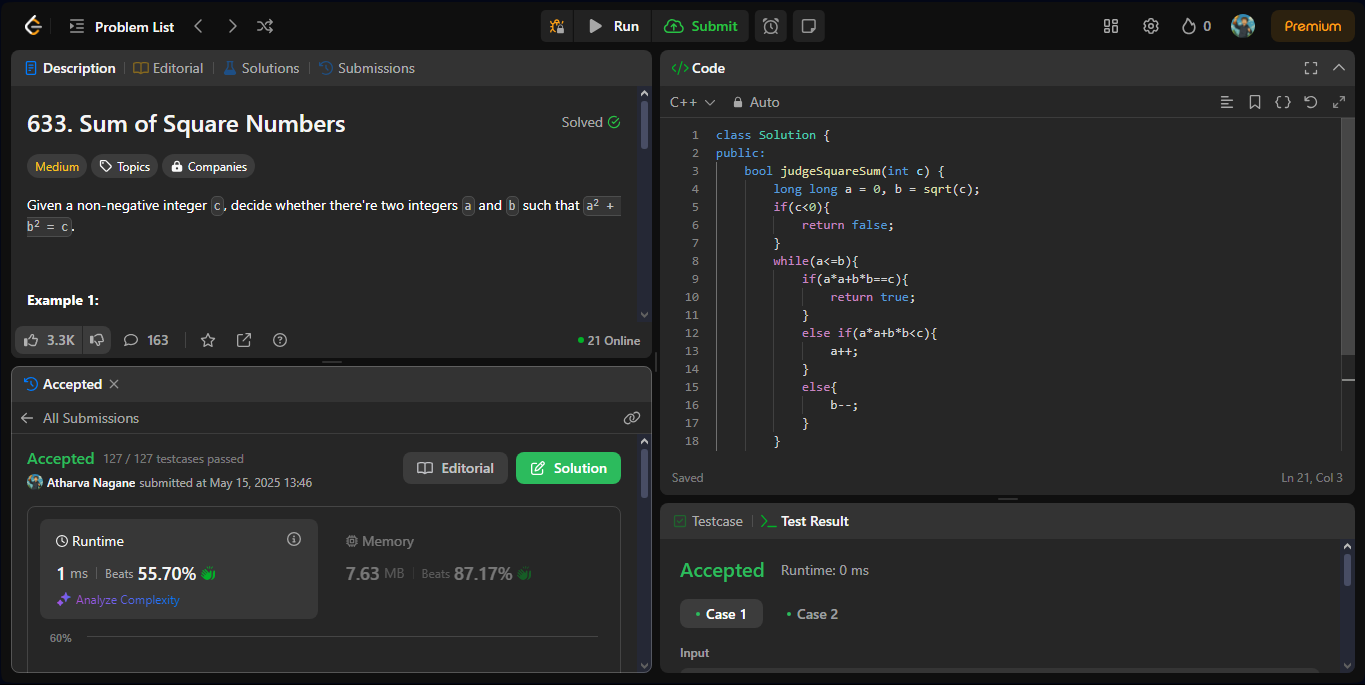 Problem List
Run
Submit
0
Premium
Description
Editorial
Solutions
Submissions
633. Sum of Square Numbers
Solved
Medium
Topics
Companies
Given a non-negative integer c, decide whether there're two integers a and b such that a² +
b² = c.
Example 1:
3.3K
163
21 Online
Accepted
All Submissions
Accepted 127 / 127 testcases passed
Atharva Nagane submitted at May 15, 2025 13:46
Editorial
Solution
Runtime
1 ms | Beats 55.70%
Analyze Complexity
Memory
7.63 MB | Beats 87.17%
60%
</> Code
C++
Auto
1 class Solution {
2 public:
3     bool judgeSquareSum(int c) {
4         long long a = 0, b = sqrt(c);
5         if(c<0){
6             return false;
7         }
8         while(a<=b){
9             if(a*a+b*b==c){
10                 return true;
11             }
12             else if(a*a+b*b<c){
13                 a++;
14             }
15             else{
16                 b--;
17             }
18         }
Saved
Ln 21, Col 3
Testcase
>_ Test Result
Accepted Runtime: 0 ms
• Case 1
• Case 2
Input